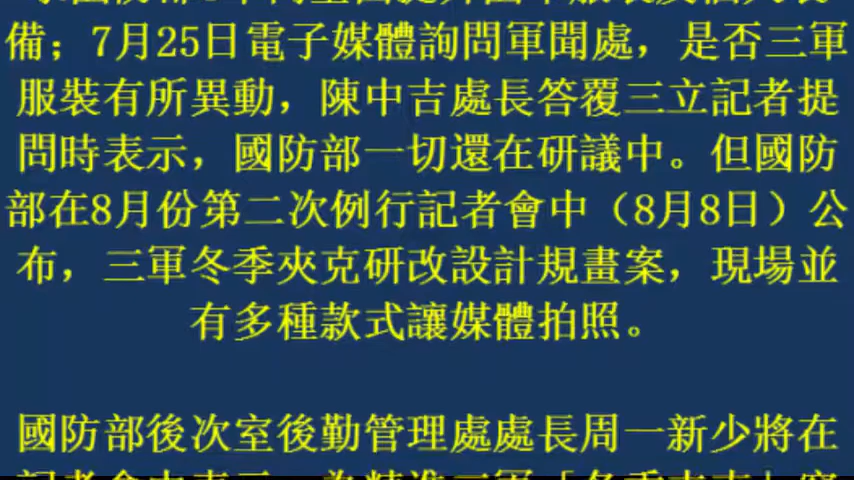 備；7月25日電子媒體詢問軍聞處，是否三軍
服裝有所異動，陳中吉處長答覆三立記者提
問時表示，國防部一切還在研議中。但國防
部在8月份第二次例行記者會中（8月8日）公
布，三軍冬季夾克研改設計規畫案，現場並
有多種款式讓媒體拍照。
國防部後次室後勤管理處處長周一新少將在